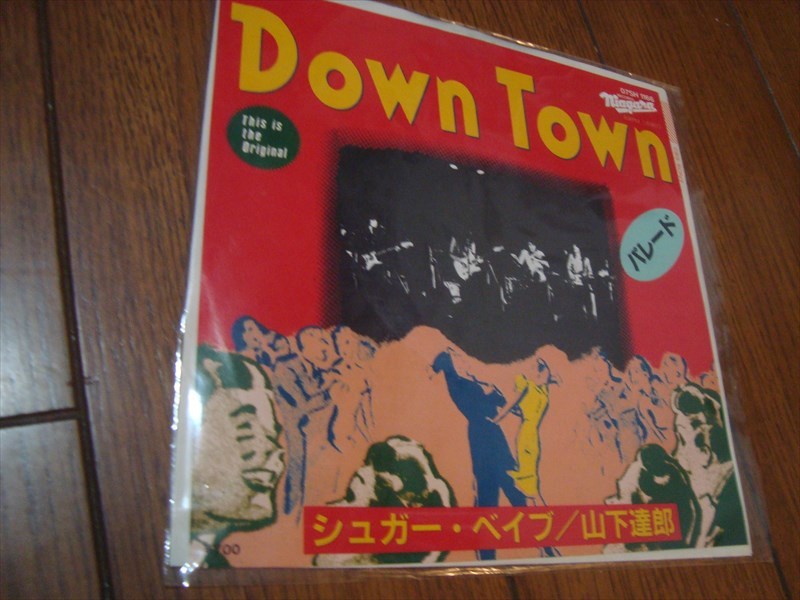 Down Town
This is
the
Original
Niagara
パレード
シュガー・ベイブ／山下達郎
00